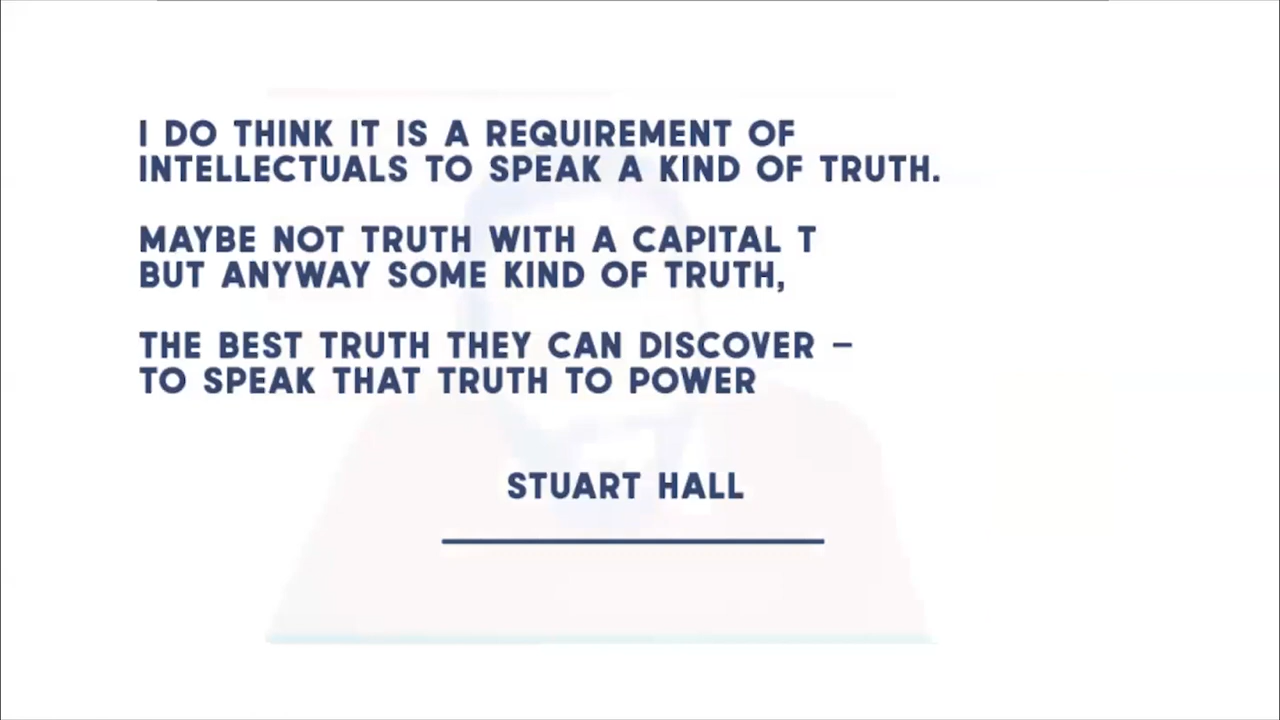 I DO THINK IT IS A REQUIREMENT OF
INTELLECTUALS TO SPEAK A KIND OF TRUTH.
MAYBE NOT TRUTH WITH A CAPITAL T
BUT ANYWAY SOME KIND OF TRUTH,
THE BEST TRUTH THEY CAN DISCOVER –
TO SPEAK THAT TRUTH TO POWER
STUART HALL